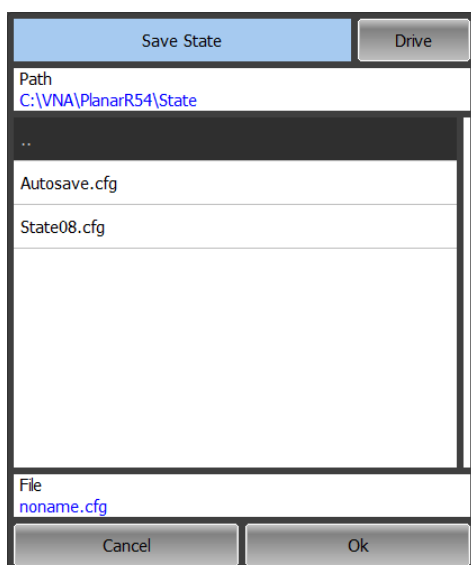 Save State
Drive
Path
C:\VNA\PlanarR54\State
..
Autosave.cfg
State08.cfg
File
noname.cfg
Cancel
Ok